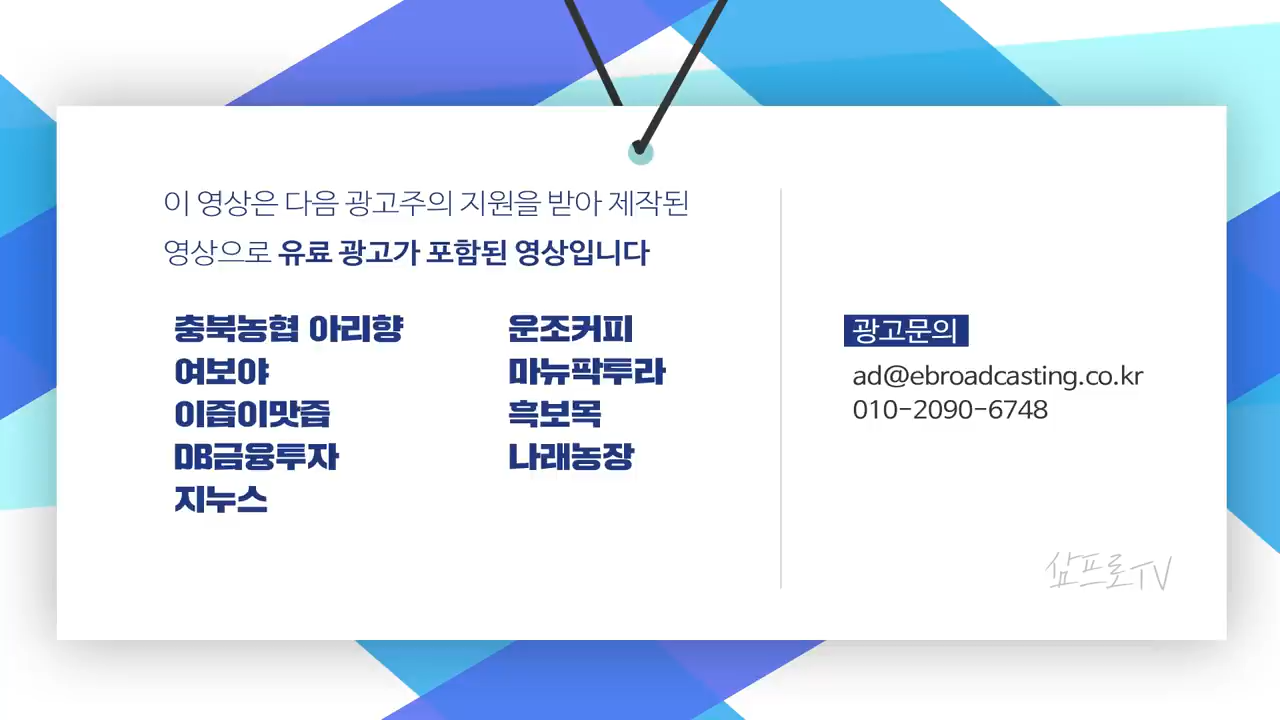 이 영상은 다음 광고주의 지원을 받아 제작된
영상으로 유료 광고가 포함된 영상입니다
충북농협 아리향
여보야
이즙이맛즙
DB금융투자
지누스
운조커피
마뉴팍투라
흑보목
나래농장
광고문의
ad@ebroadcasting.co.kr
010-2090-6748
삼프로TV